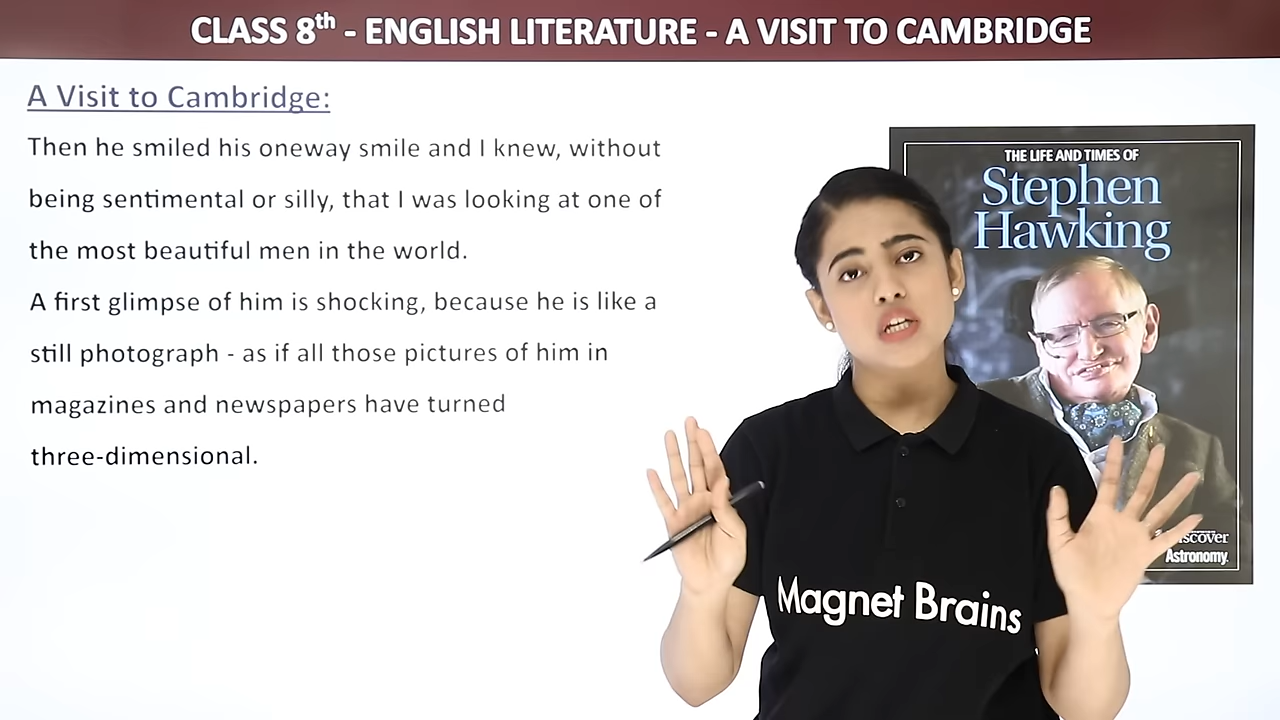 CLASS 8th - ENGLISH LITERATURE - A VISIT TO CAMBRIDGE
A Visit to Cambridge:
Then he smiled his oneway smile and I knew, without
being sentimental or silly, that I was looking at one of
the most beautiful men in the world.
A first glimpse of him is shocking, because he is like a
still photograph - as if all those pictures of him in
magazines and newspapers have turned
three-dimensional.
THE LIFE AND TIMES OF
Stephen
Hawking
Astronomy.
Magnet Brains